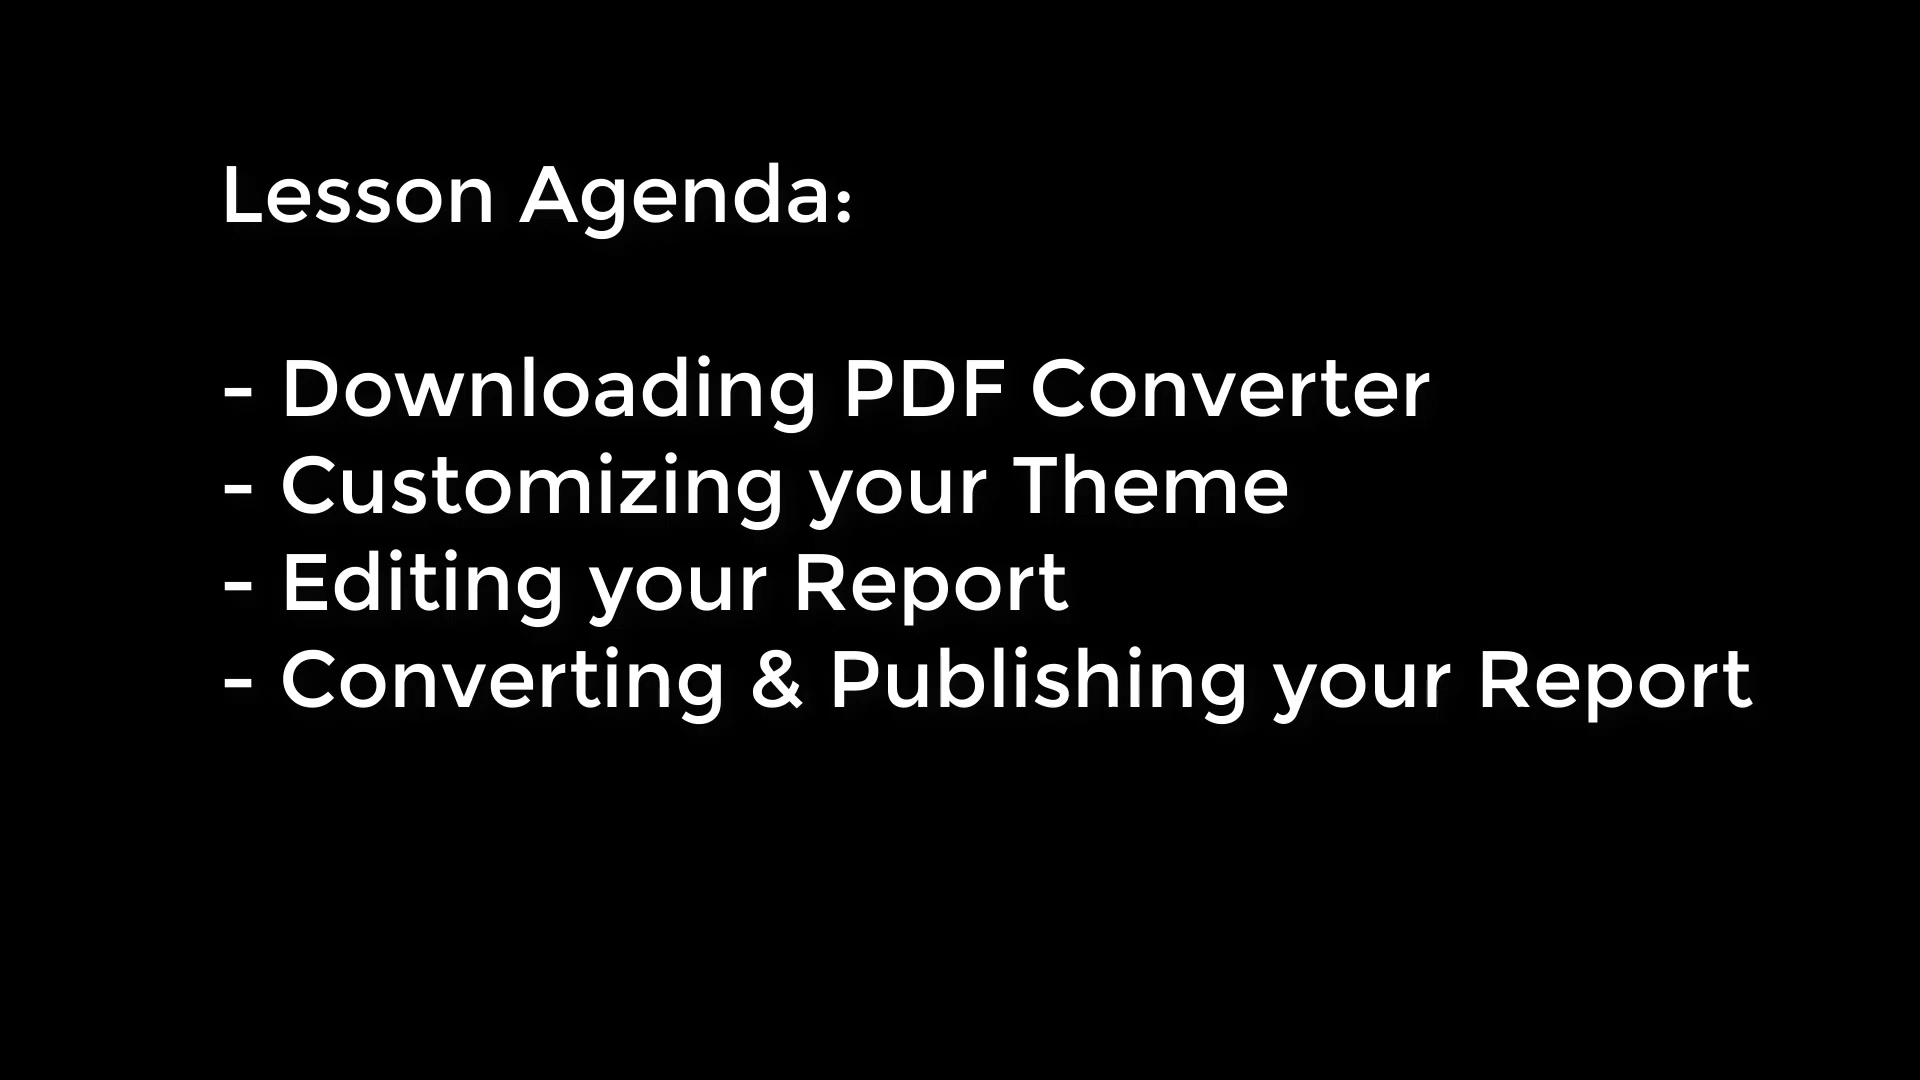 Lesson Agenda:
- Downloading PDF Converter
- Customizing your Theme
- Editing your Report
- Converting & Publishing your Report